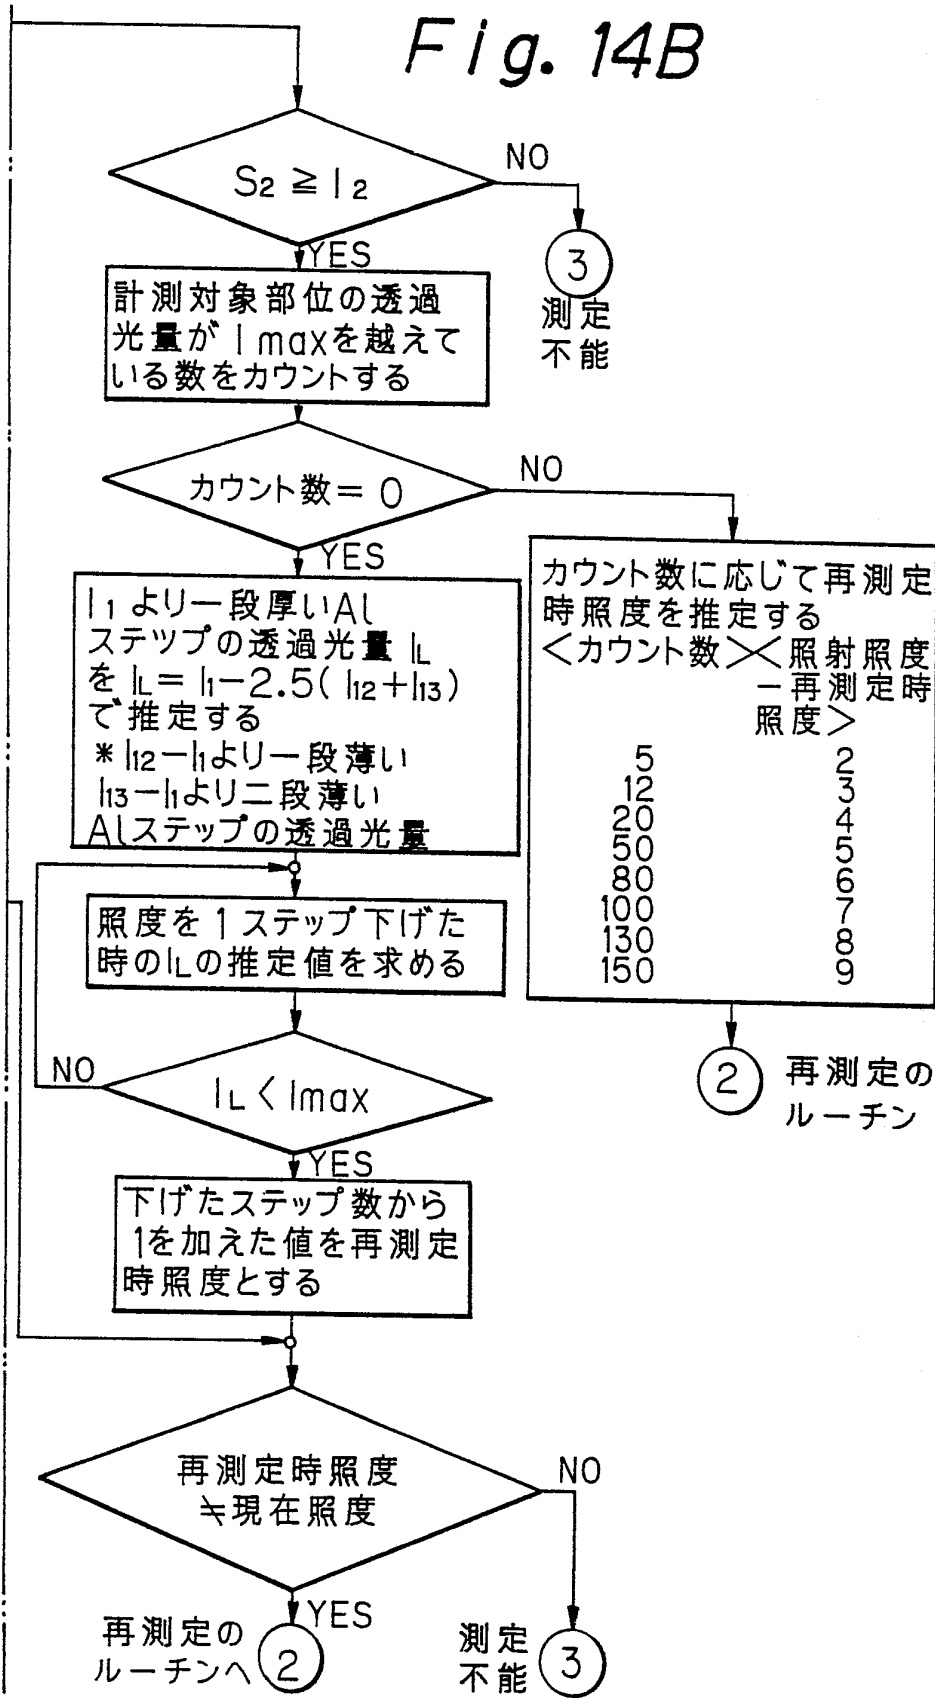 Fig. 14B
S2 ≧ I2
NO
3
測定
不能
YES
計測対象部位の透過
光量が Imaxを越えて
いる数をカウントする
カウント数 = 0
NO
YES
I1 より一段厚いAl
ステップの透過光量 IL
を IL = I1−2.5( I12+I13)
で推定する
*I12−I1より一段薄い
I13−I1より二段薄い
Alステップの透過光量
カウント数に応じて再測定
時照度を推定する
<カウント数><照射照度
−再測定時
照度>
5 2
12 3
20 4
50 5
80 6
100 7
130 8
150 9
2
再測定の
ルーチン
照度を1ステップ下げた
時のILの推定値を求める
NO
IL < Imax
YES
下げたステップ数から
1を加えた値を再測定
時照度とする
再測定時照度
≒現在照度
NO
YES
再測定の
ルーチンへ
2
測定
不能
3